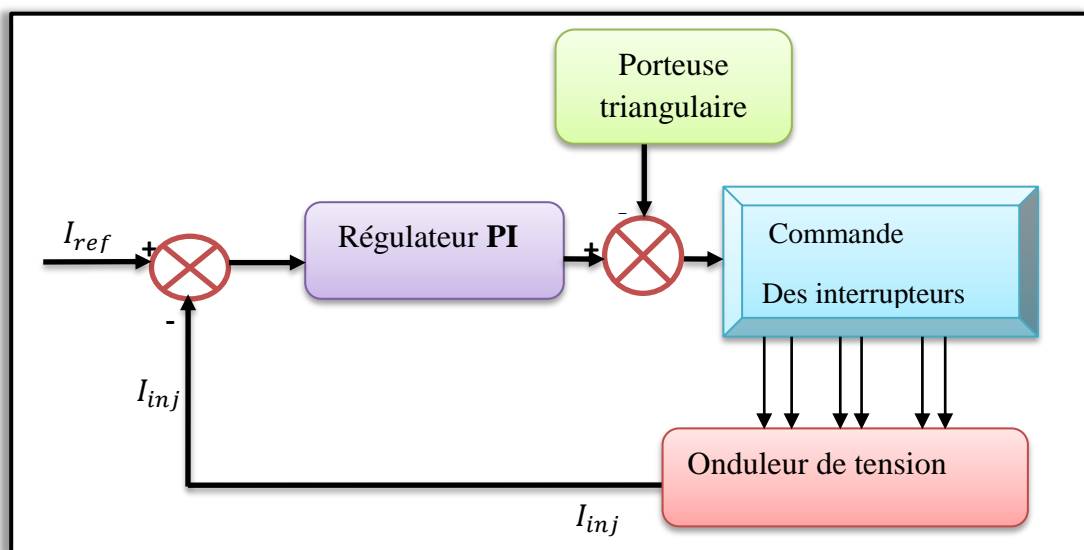 Porteuse
triangulaire
-
I_ref
+
Régulateur PI
+
Commande
Des interrupteurs
-
I_inj
Onduleur de tension
I_inj